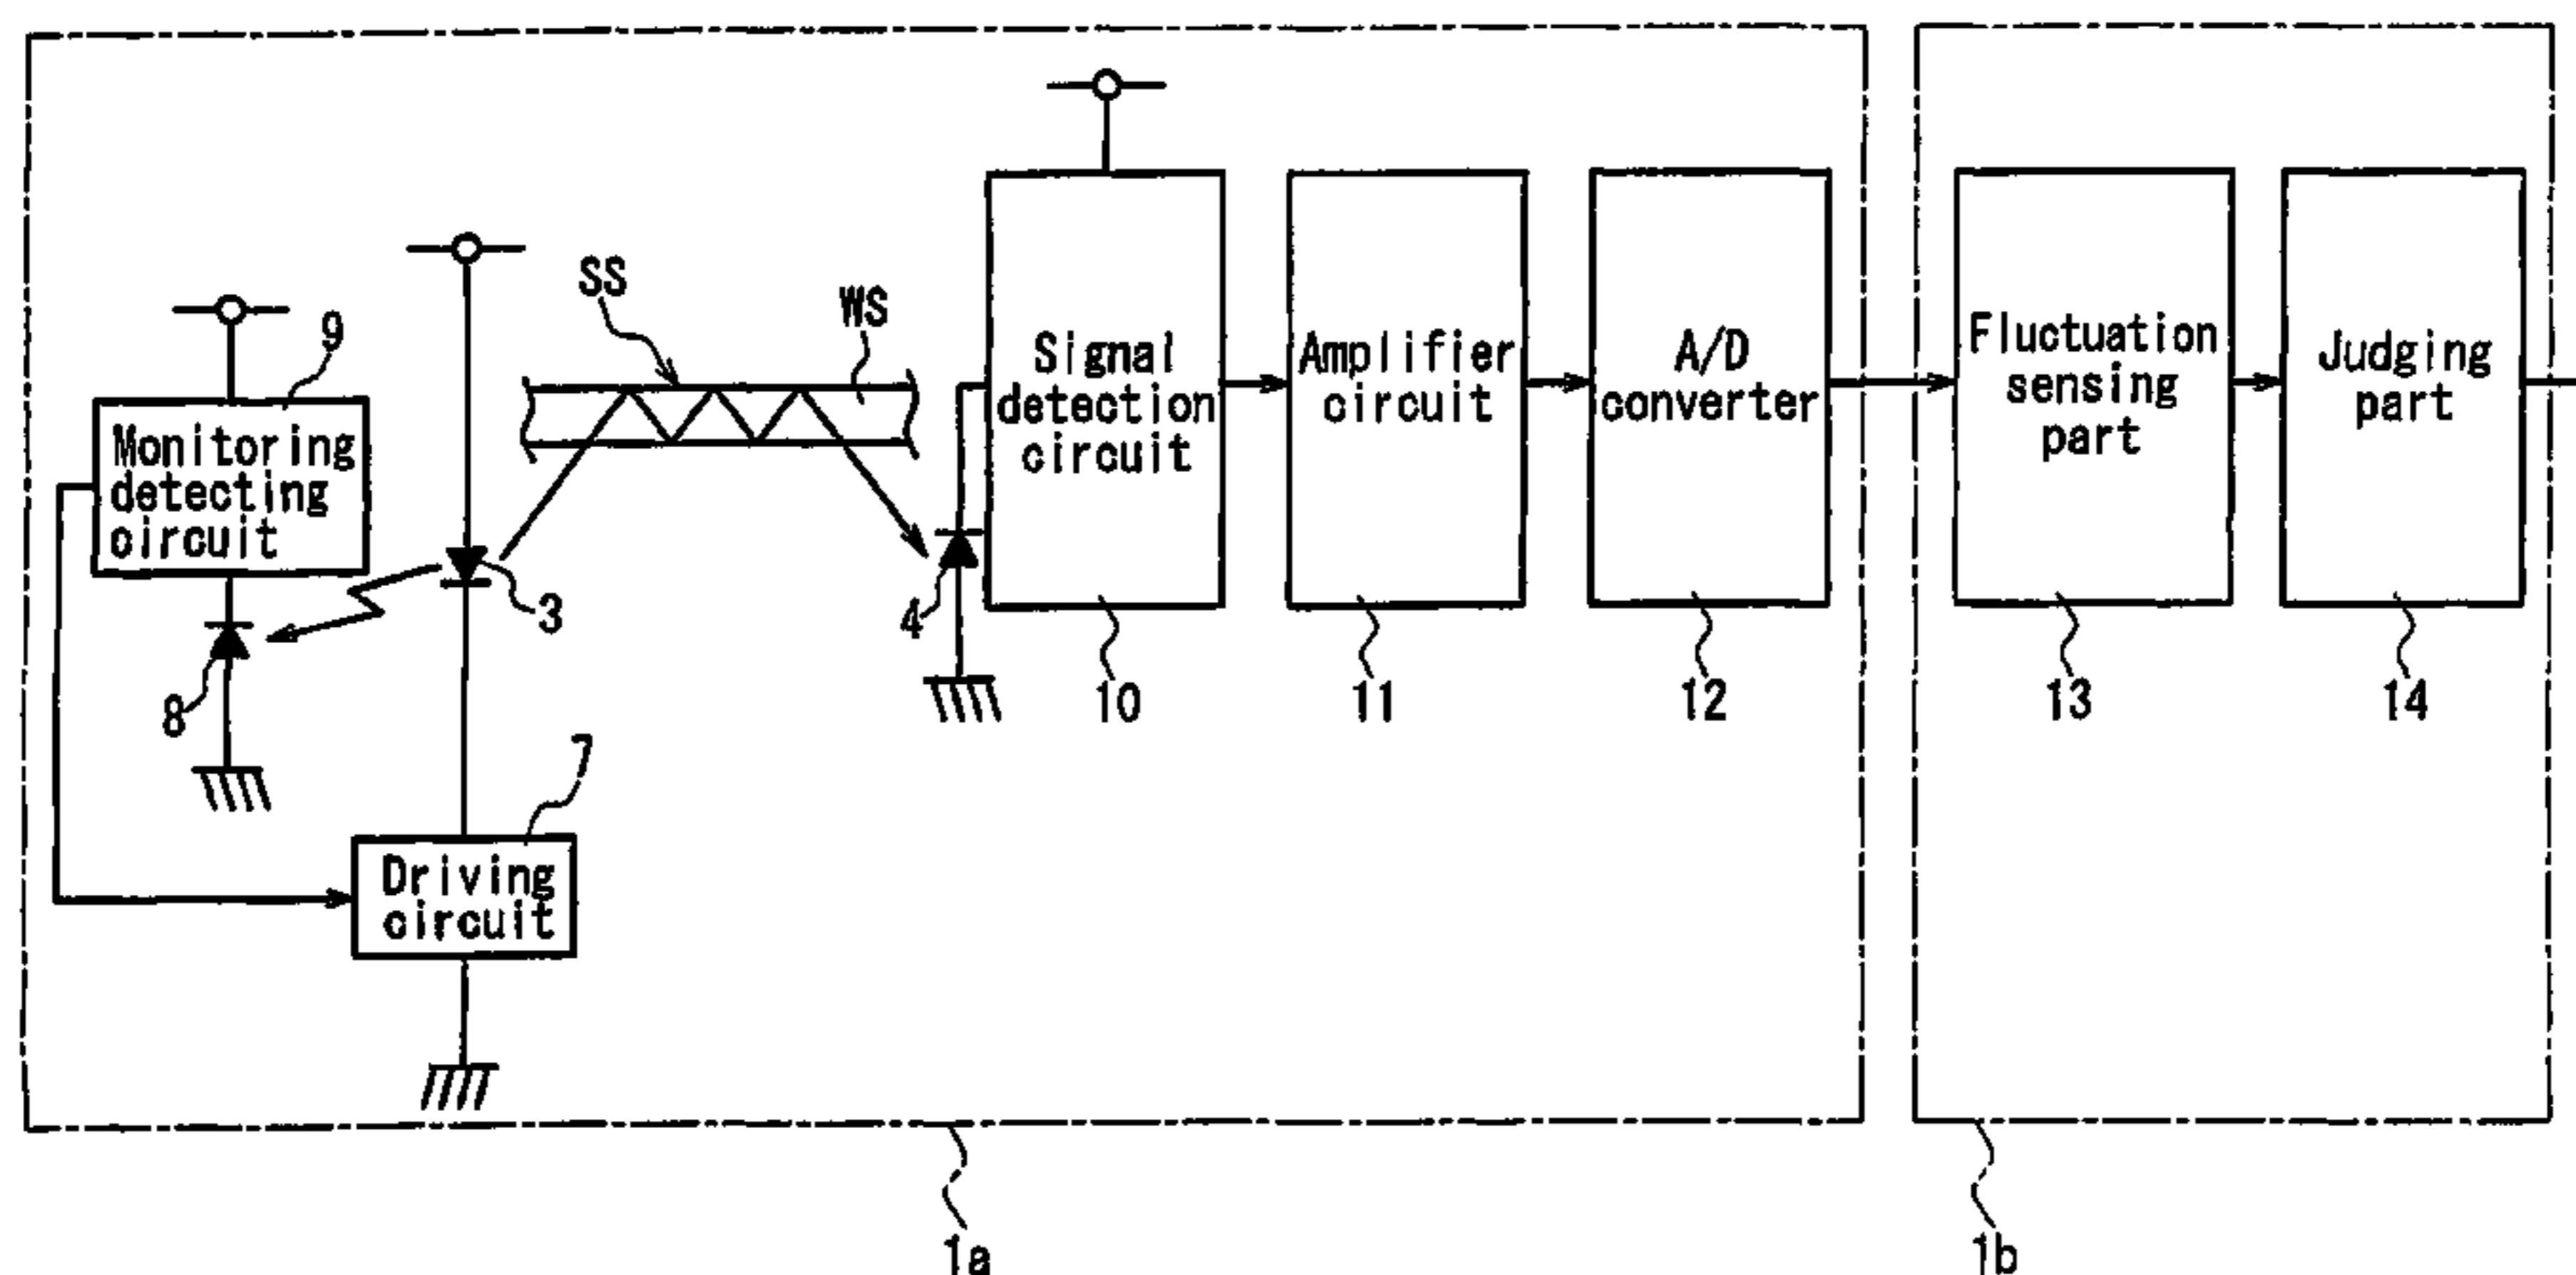 SS
WS
9
Monitoring
detecting
circuit
3
8
4
7
Driving
circuit
Signal
detection
circuit
10
Amplifier
circuit
11
A/D
converter
12
Fluctuation
sensing
part
13
Judging
part
14
1a
1b